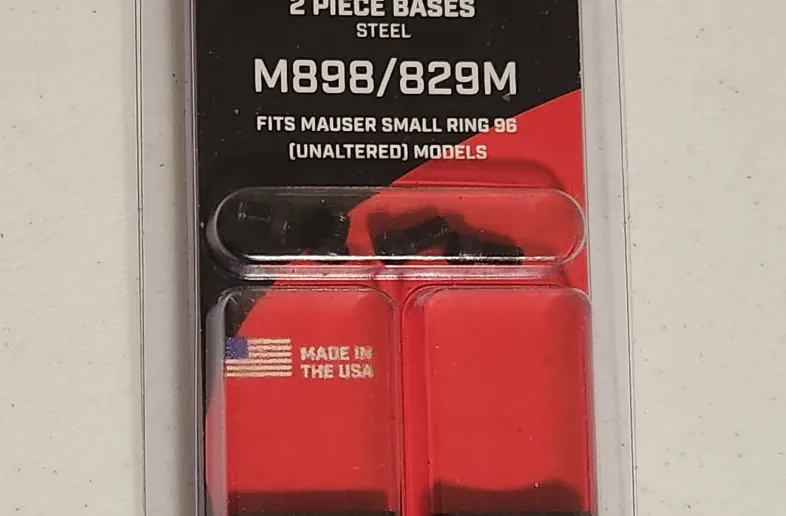 2 PIECE BASES
STEEL
M898/829M
FITS MAUSER SMALL RING 96
(UNALTERED) MODELS
MADE IN
THE USA